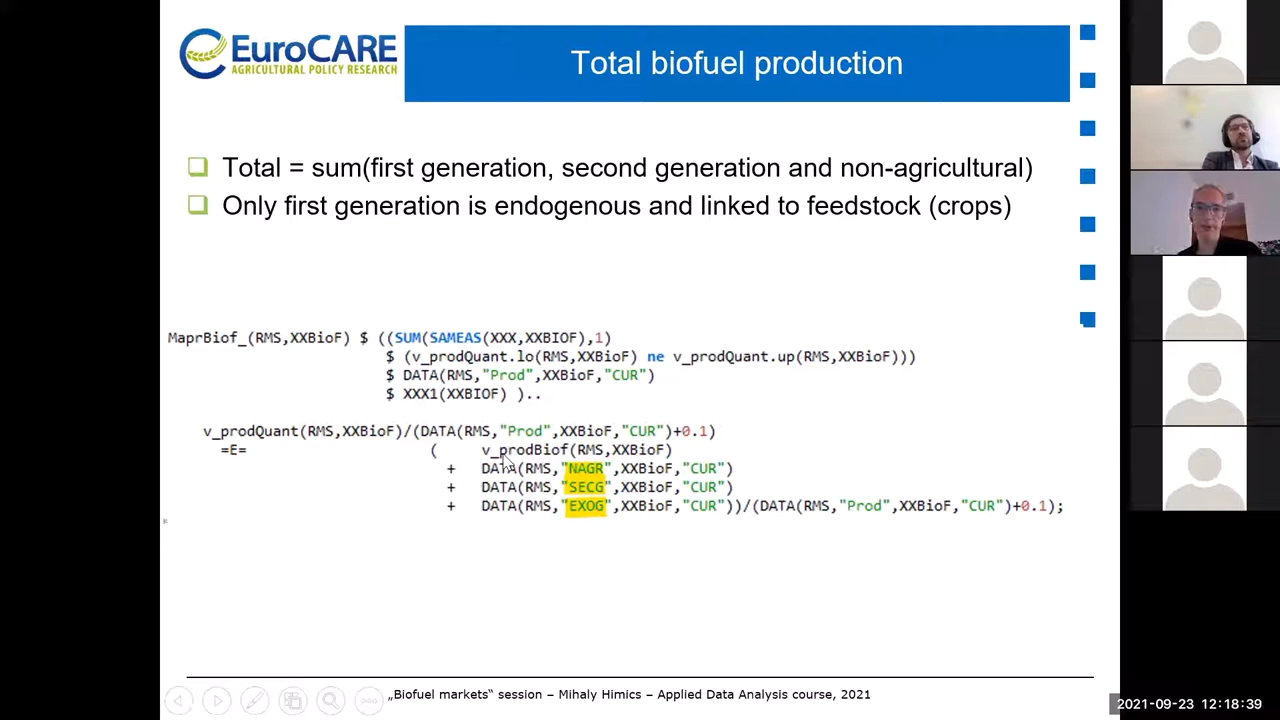 EuroCARE
AGRICULTURAL POLICY RESEARCH
Total biofuel production
Total = sum(first generation, second generation and non-agricultural)
Only first generation is endogenous and linked to feedstock (crops)
MaprBiof_(RMS,XXBioF) $ ((SUM(SAMEAS(XXX,XXBIOF),1)
$ (v_prodQuant.lo(RMS,XXBioF) ne v_prodQuant.up(RMS,XXBioF)))
$ DATA(RMS,"Prod",XXBioF,"CUR")
$ XXX1(XXBIOF) )..
v_prodQuant(RMS,XXBioF)/(DATA(RMS,"Prod",XXBioF,"CUR")+0.1)
=E= ( v_prodBiof(RMS,XXBioF)
+ DATA(RMS,"NAGR",XXBioF,"CUR")
+ DATA(RMS,"SECG",XXBioF,"CUR")
+ DATA(RMS,"EXOG",XXBioF,"CUR"))/(DATA(RMS,"Prod",XXBioF,"CUR")+0.1);
„Biofuel markets“ session – Mihaly Himics – Applied Data Analysis course, 2021
2021-09-23 12:18:39